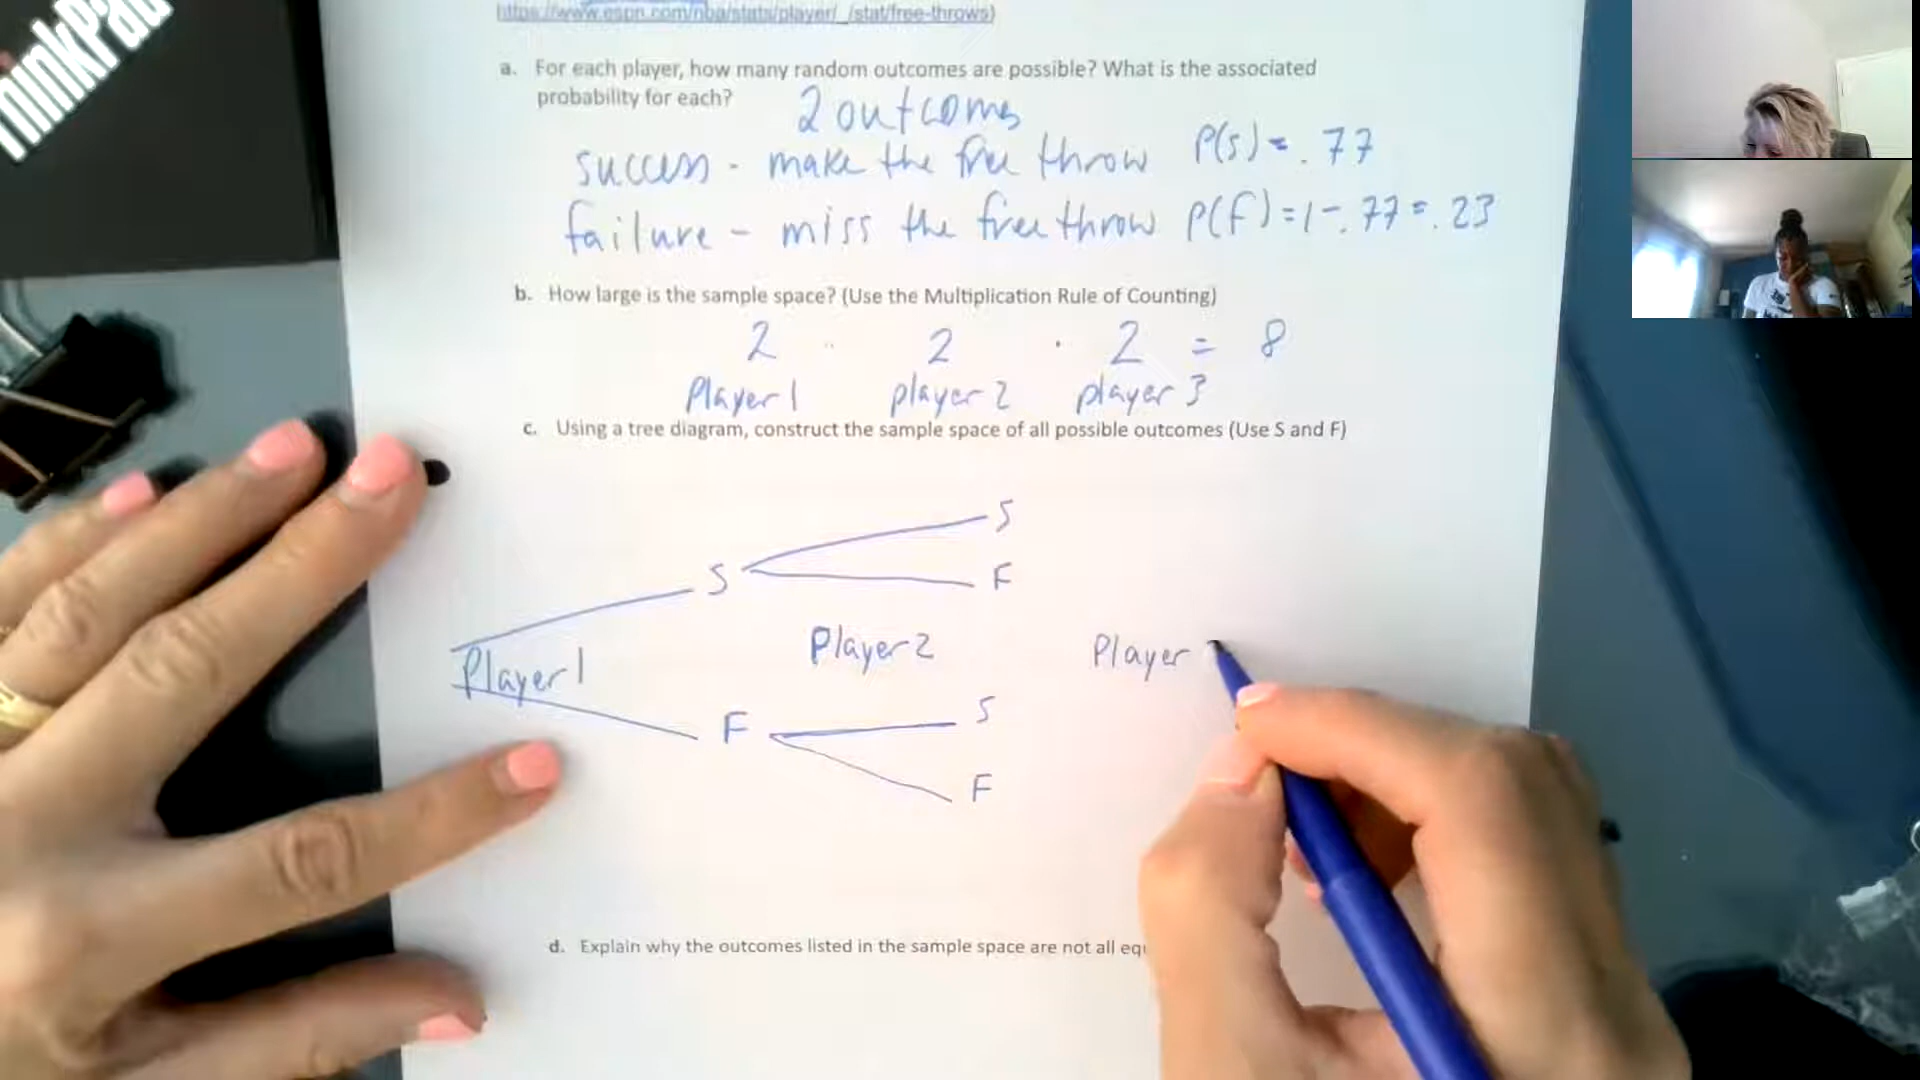 ThinkPad
https://www.espn.com/nba/stats/player/_/stat/free-throws)
a. For each player, how many random outcomes are possible? What is the associated
probability for each?
2 outcomes
success - make the free throw P(S) = .77
failure - miss the free throw P(F) = 1 - .77 = .23
b. How large is the sample space? (Use the Multiplication Rule of Counting)
2 · 2 · 2 = 8
Player 1 player 2 player 3
c. Using a tree diagram, construct the sample space of all possible outcomes (Use S and F)
S
S F
Player 1 Player 2 Player
F S
F
d. Explain why the outcomes listed in the sample space are not all equ